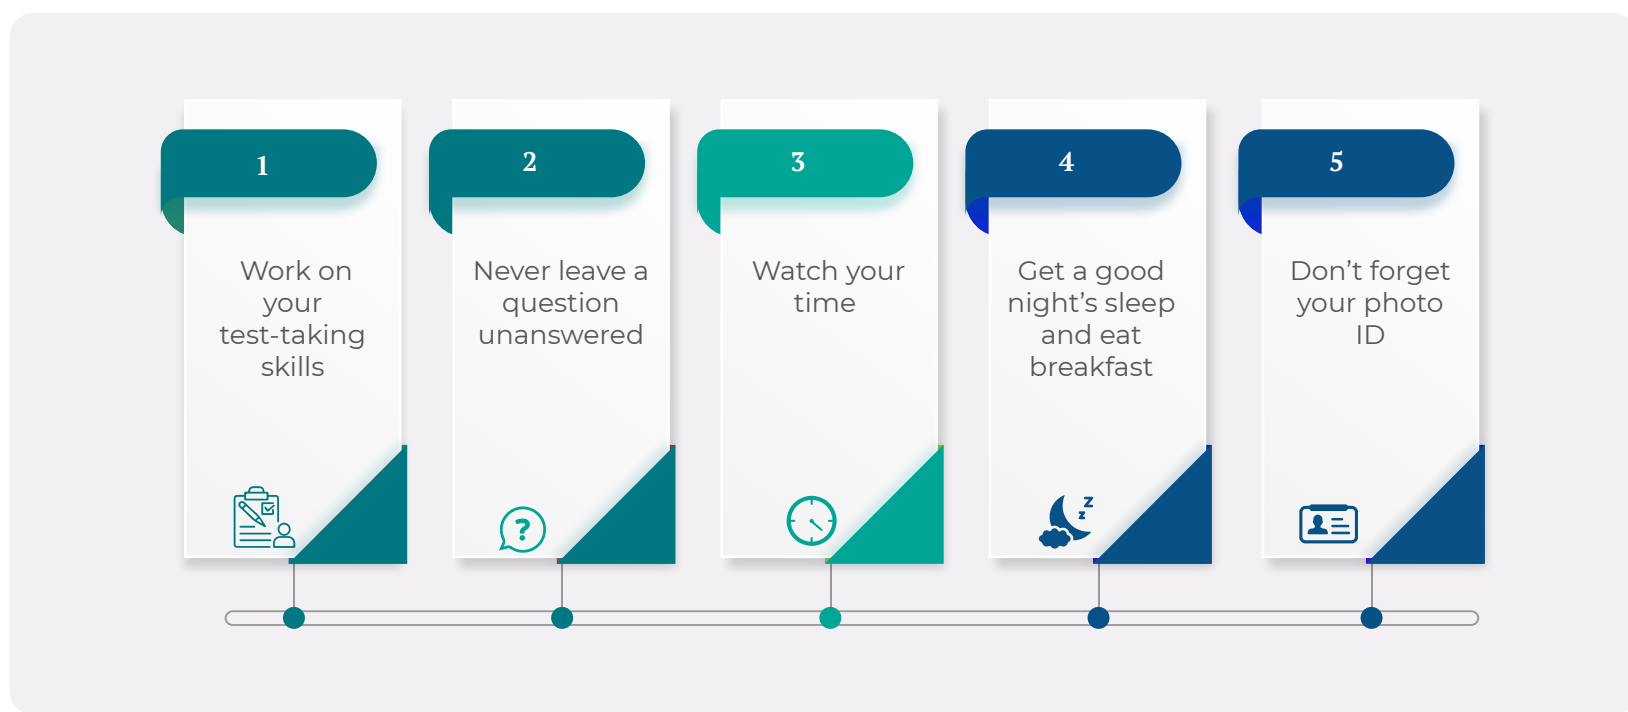 1
Work on
your
test-taking
skills
2
Never leave a
question
unanswered
?
3
Watch your
time
4
Get a good
night’s sleep
and eat
breakfast
z
z
5
Don’t forget
your photo
ID